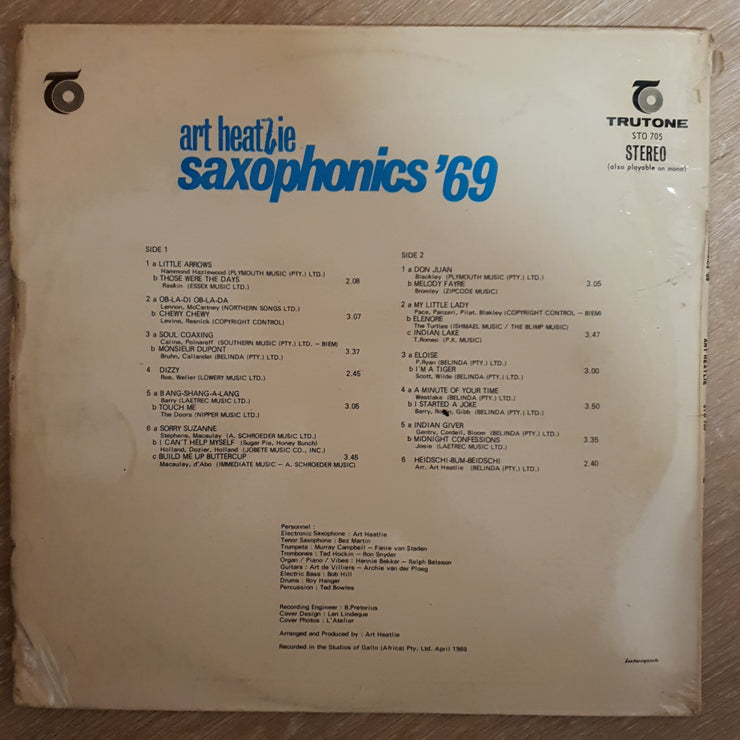 TRUTONE
STO 705
STEREO
(also playable on mono)
art heatlie
saxophonics '69
SIDE 1
1 a LITTLE ARROWS
Hammond Hazlewood (PLYMOUTH MUSIC (PTY.) LTD.)
b THOSE WERE THE DAYS 2.08
Raskin (ESSEX MUSIC LTD.)
2 a OB-LA-DI OB-LA-DA
Lennon, McCartney (NORTHERN SONGS LTD.)
b CHEWY CHEWY 3.07
Levine, Resnick (COPYRIGHT CONTROL)
3 a SOUL COAXING
Caline, Polnareff (SOUTHERN MUSIC (PTY.) LTD. – BIEM)
b MONSIEUR DUPONT 3.37
Bruhn, Callander (BELINDA (PTY.) LTD.)
4 DIZZY 2.45
Roe, Weller (LOWERY MUSIC LTD.)
5 a BANG-SHANG-A-LANG
Barry (LAETREC MUSIC LTD.)
b TOUCH ME 3.05
The Doors (NIPPER MUSIC LTD.)
6 a SORRY SUZANNE
Stephens, Macaulay (A. SCHROEDER MUSIC LTD.)
b I CAN'T HELP MYSELF (Sugar Pie, Honey Bunch)
Holland, Dozier, Holland (JOBETE MUSIC CO., INC.)
c BUILD ME UP BUTTERCUP 3.45
Macaulay, d'Abo (IMMEDIATE MUSIC – A. SCHROEDER MUSIC)
SIDE 2
1 a DON JUAN
Blackley (PLYMOUTH MUSIC (PTY.) LTD.)
b MELODY FAYRE 3.05
Bromley (ZIPCODE MUSIC)
2 a MY LITTLE LADY
Pace, Panzeri, Pilat, Blakley (COPYRIGHT CONTROL – BIEM)
b ELENORE
The Turtles (ISHMAEL MUSIC / THE BLIMP MUSIC)
c INDIAN LAKE 3.47
T.Romeo (P.K. MUSIC)
3 a ELOISE
P.Ryan (BELINDA (PTY.) LTD.)
b I'M A TIGER 3.00
Scott, Wilde (BELINDA (PTY.) LTD.)
4 a A MINUTE OF YOUR TIME
Westlake (BELINDA (PTY.) LTD.)
b I STARTED A JOKE 3.50
Barry, Robin, Gibb (BELINDA (PTY.) LTD.)
5 a INDIAN GIVER
Gentry, Cordell, Bloom (BELINDA (PTY.) LTD.)
b MIDNIGHT CONFESSIONS 3.35
Josie (LAETREC MUSIC LTD.)
6 HEIDSCHI-BUM-BEIDSCHI 2.40
Arr. Art Heatlie (BELINDA (PTY.) LTD.)
Personnel :
Electronic Saxophone : Art Heatlie
Tenor Saxophone : Bez Martin
Trumpets : Murray Campbell – Fanie van Staden
Trombones : Ted Hockin – Ron Snyder
Organ / Piano / Vibes : Hennie Bekker – Ralph Baleson
Guitars : Art de Villiers – Archie van der Ploeg
Electric Bass : Bob Hill
Drums : Roy Hanger
Percussion : Ted Bowles
Recording Engineer : B.Pretorius
Cover Design : Len Lindeque
Cover Photos : L'Atelier
Arranged and Produced by : Art Heatlie
Recorded in the Studios of Gallo (Africa) Pty. Ltd. April 1969
Interpak